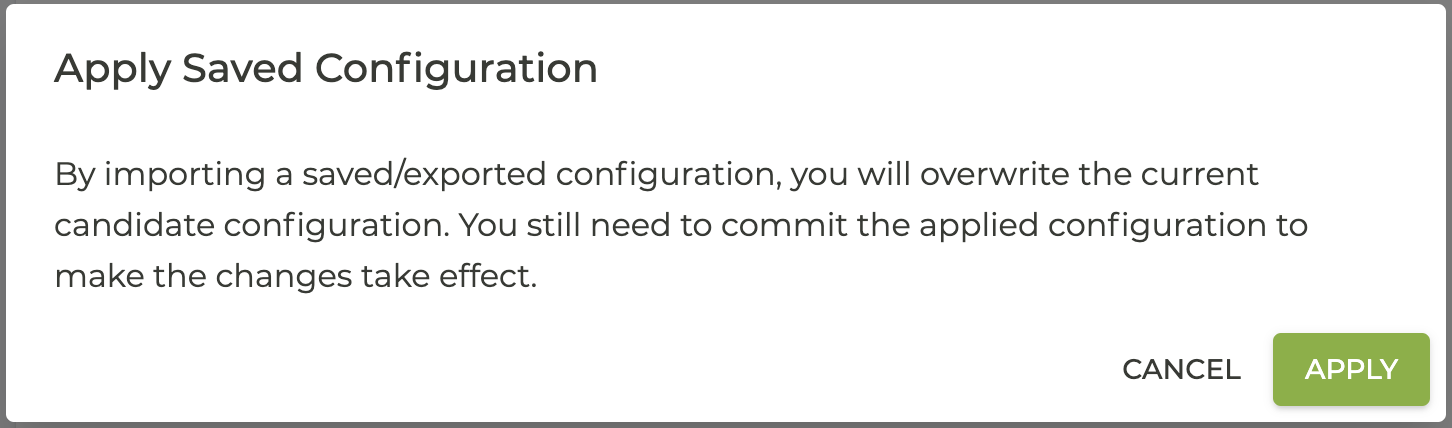 Apply Saved Configuration
By importing a saved/exported configuration, you will overwrite the current
candidate configuration. You still need to commit the applied configuration to
make the changes take effect.
CANCEL APPLY